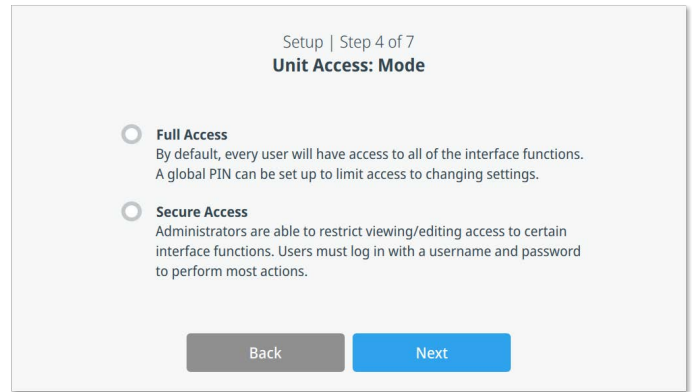 Setup | Step 4 of 7
Unit Access: Mode
Full Access
By default, every user will have access to all of the interface functions.
A global PIN can be set up to limit access to changing settings.
Secure Access
Administrators are able to restrict viewing/editing access to certain
interface functions. Users must log in with a username and password
to perform most actions.
Back
Next